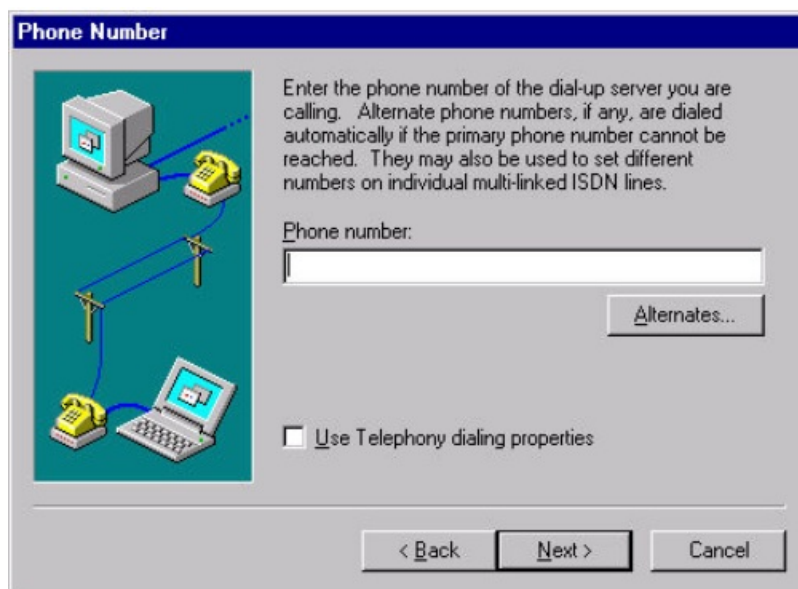 Phone Number
Enter the phone number of the dial-up server you are
calling. Alternate phone numbers, if any, are dialed
automatically if the primary phone number cannot be
reached. They may also be used to set different
numbers on individual multi-linked ISDN lines.
Phone number:
Alternates...
Use Telephony dialing properties
< Back
Next >
Cancel